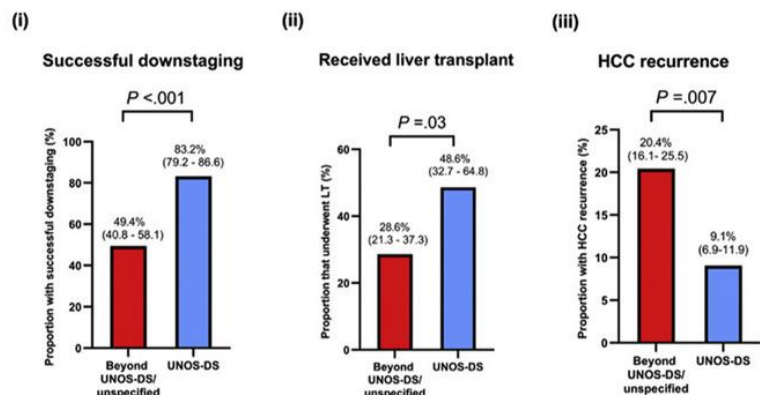 (i)
Successful downstaging
P <.001
Proportion with successful downstaging (%)
100
80
60
40
20
0
49.4%
(40.8 - 58.1)
83.2%
(79.2 - 86.6)
Beyond
UNOS-DS/
unspecified
UNOS-DS
(ii)
Received liver transplant
P =.03
Proportion that underwent LT (%)
60
40
20
0
28.6%
(21.3 - 37.3)
48.6%
(32.7 - 64.8)
Beyond
UNOS-DS/
unspecified
UNOS-DS
(iii)
HCC recurrence
P =.007
Proportion with HCC recurrence (%)
25
20
15
10
5
0
20.4%
(16.1- 25.5)
9.1%
(6.9-11.9)
Beyond
UNOS-DS/
unspecified
UNOS-DS